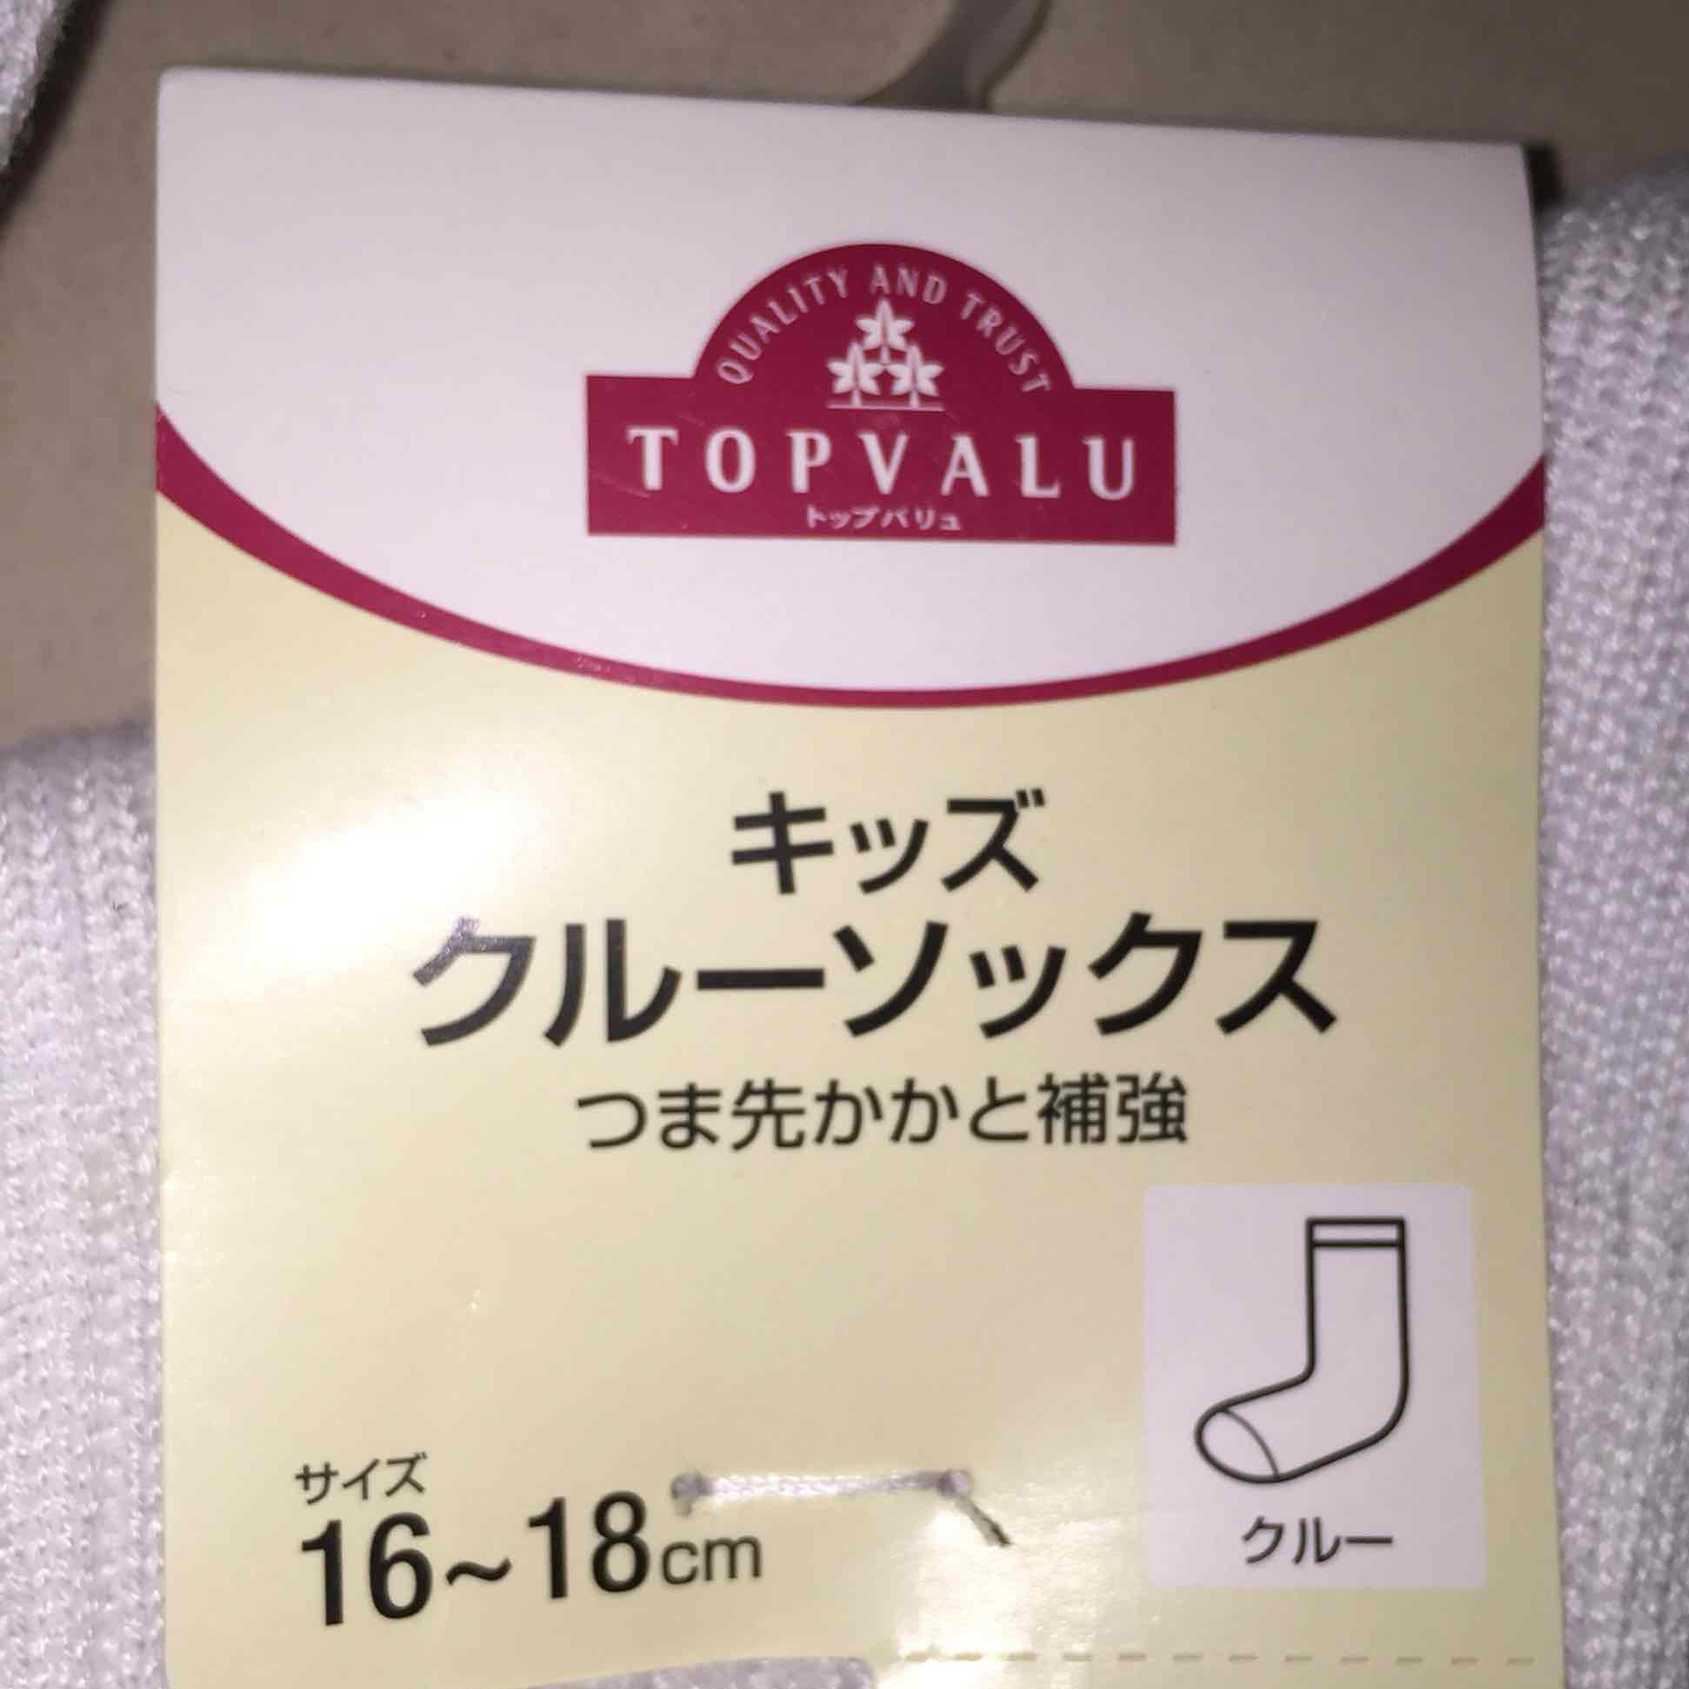 QUALITY AND TRUST
TOPVALU
トップバリュ
キッズ
クルーソックス
つま先かかと補強
サイズ
16~18cm
クルー